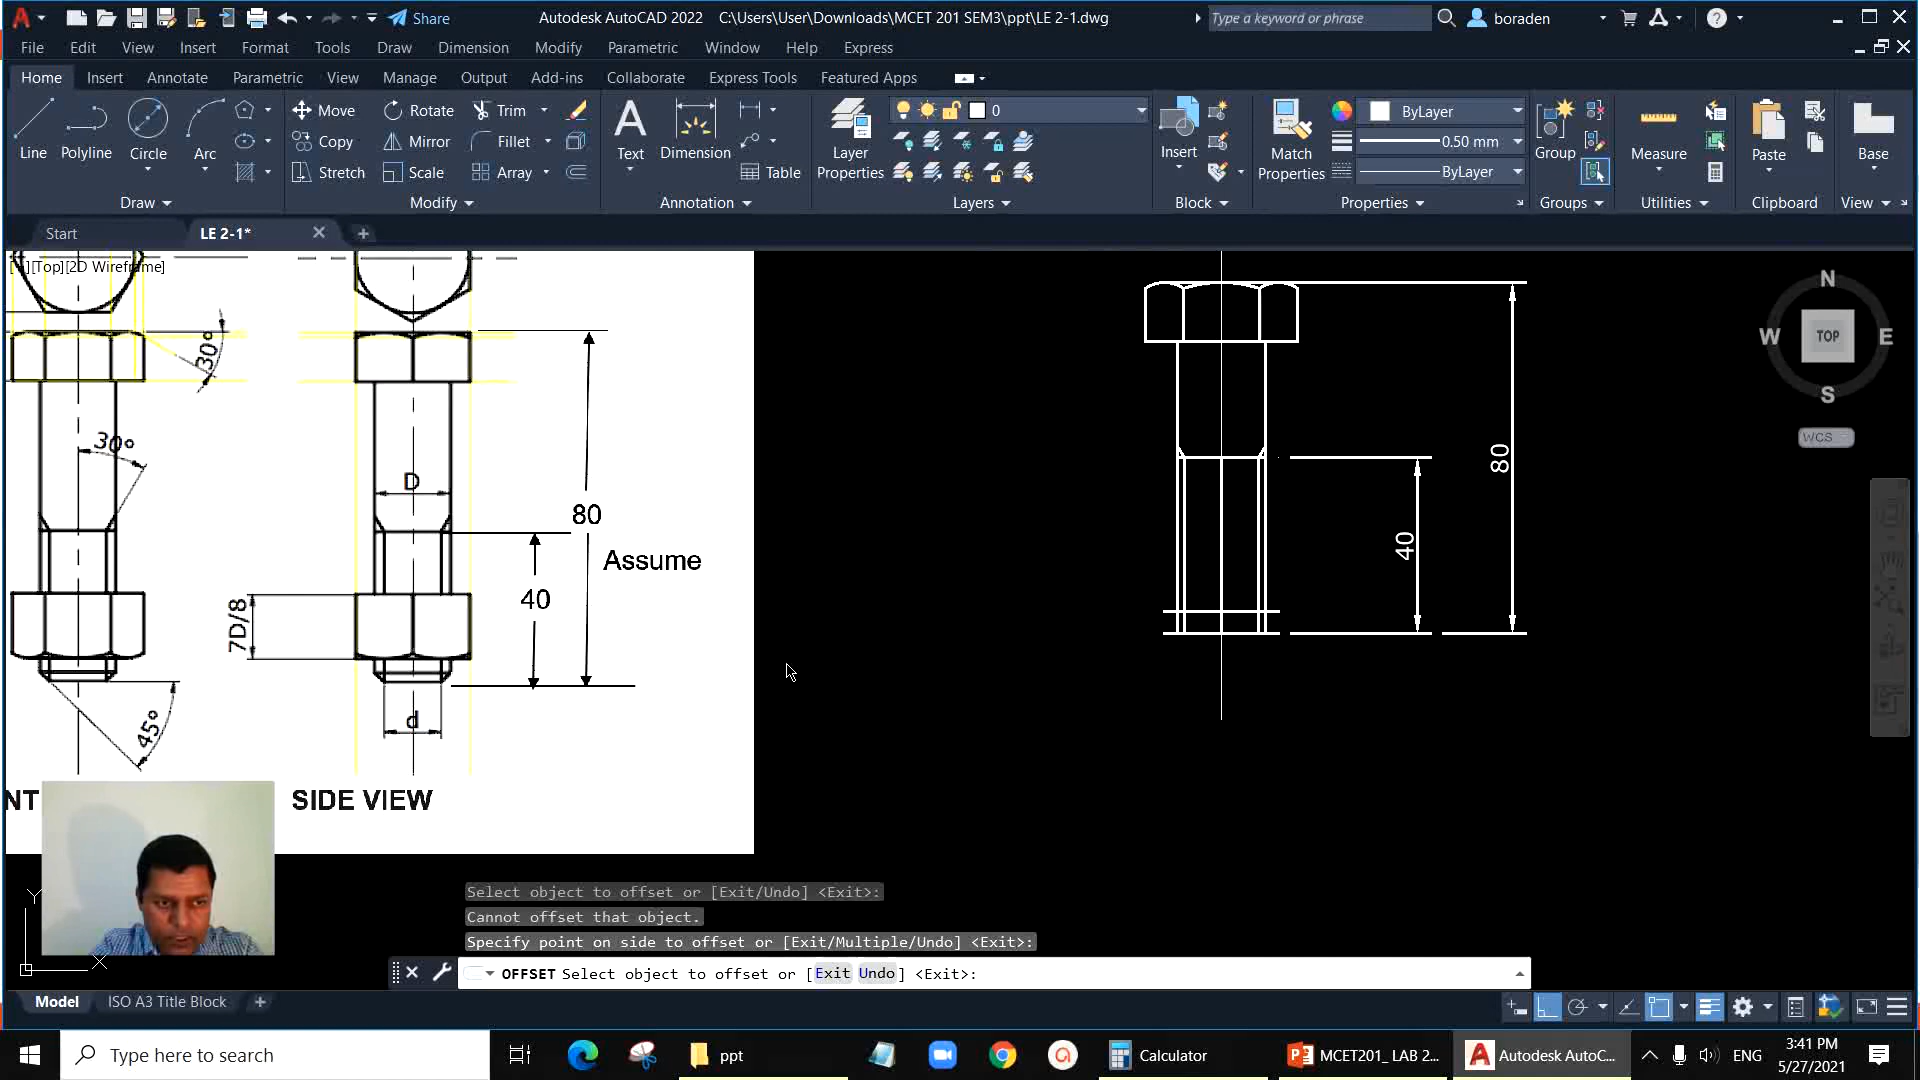 Share
Autodesk AutoCAD 2022 C:\Users\User\Downloads\MCET 201 SEM3\ppt\LE 2-1.dwg
Type a keyword or phrase
boraden
File Edit View Insert Format Tools Draw Dimension Modify Parametric Window Help Express
Home Insert Annotate Parametric View Manage Output Add-ins Collaborate Express Tools Featured Apps
Line Polyline Circle Arc
Move Rotate Trim
Copy Mirror Fillet
Stretch Scale Array
Text Dimension Table
Layer Properties
0
Insert
Match Properties
ByLayer
0.50 mm
ByLayer
Group
Measure
Paste
Base
Draw Modify Annotation Layers Block Properties Groups Utilities Clipboard View
Start LE 2-1*
[Top][2D Wireframe]
30°
30°
D
80
Assume
40
7D/8
d
45°
NT
SIDE VIEW
80
40
N
W TOP E
S
WCS
Y
X
Select object to offset or [Exit/Undo] <Exit>:
Cannot offset that object.
Specify point on side to offset or [Exit/Multiple/Undo] <Exit>:
OFFSET Select object to offset or [Exit Undo] <Exit>:
Model ISO A3 Title Block
Type here to search
ppt
Calculator
MCET201_ LAB 2...
Autodesk AutoC...
ENG
3:41 PM
5/27/2021